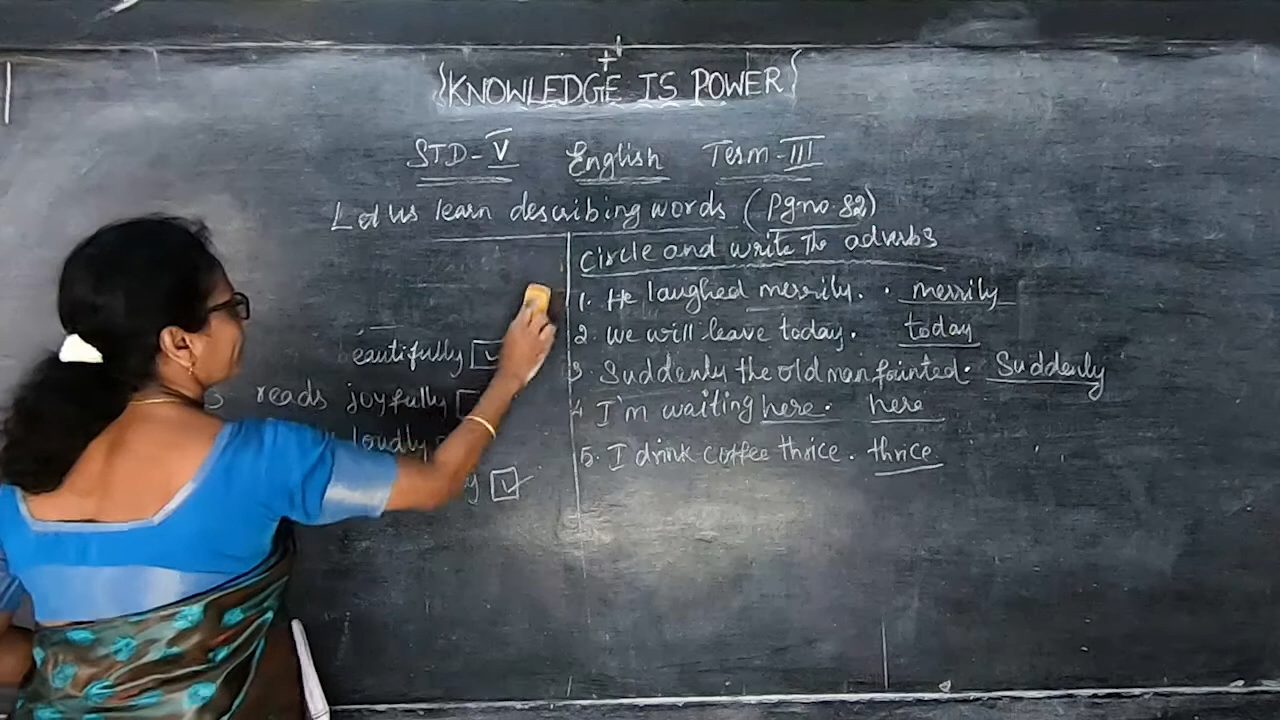 KNOWLEDGE IS POWER
STD-V English Term-III
Let us learn describing words (Pg.no.82)
eautifully
reads joyfully
loudly
y
Circle and write the adverbs
1. He laughed merrily. . merrily
2. we will leave today. today
3. Suddenly the old man fainted. Suddenly
4. I'm waiting here. here
5. I drink coffee thrice. thrice